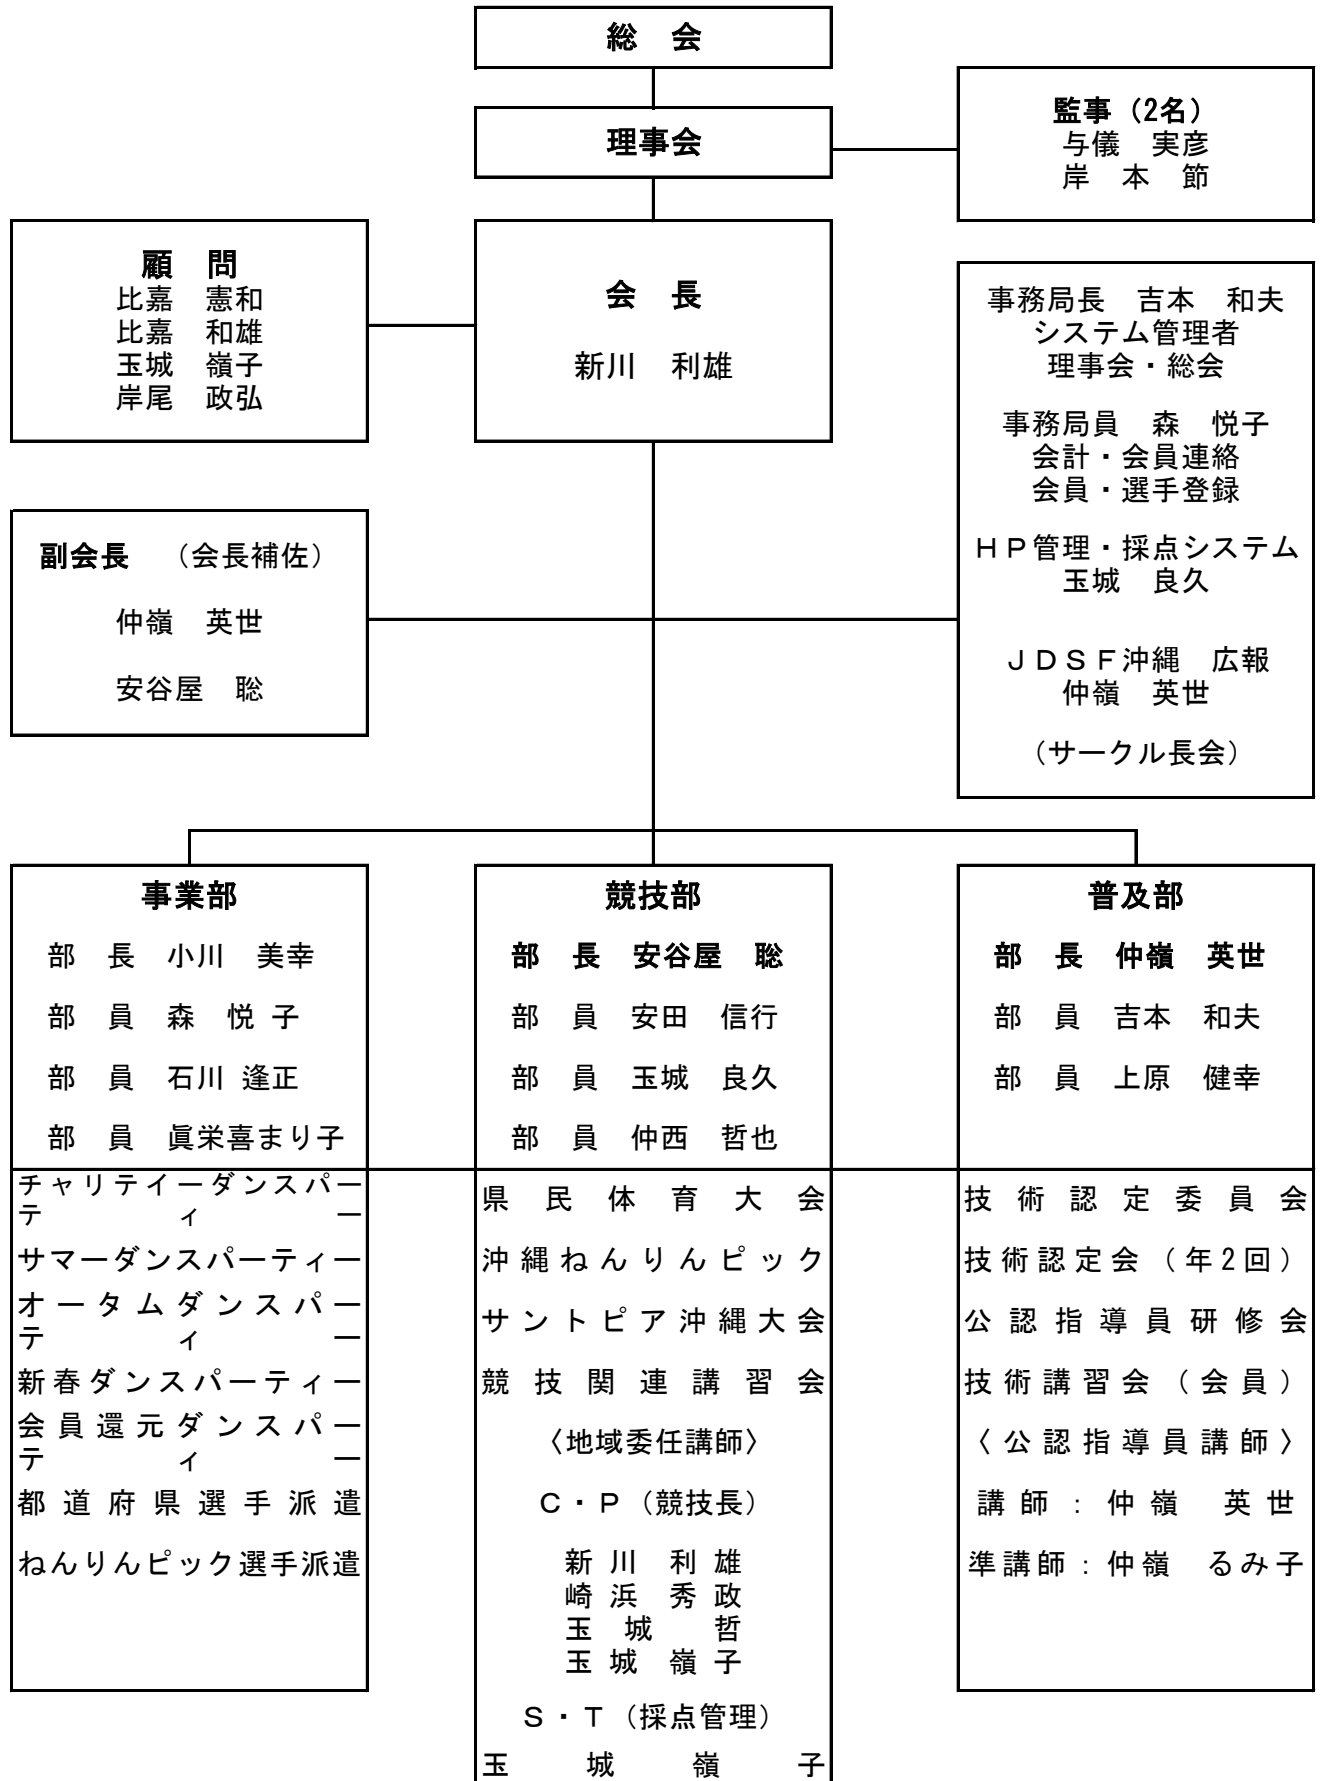 総　会
理事会
監事（2名）
与儀　実彦
岸　本　節
顧　問
比嘉　憲和
比嘉　和雄
玉城　嶺子
岸尾　政弘
会　長
新川　利雄
事務局長　吉本　和夫
システム管理者
理事会・総会
事務局員　森　悦子
会計・会員連絡
会員・選手登録
ＨＰ管理・採点システム
玉城　良久
ＪＤＳＦ沖縄　広報
仲嶺　英世
（サークル長会）
副会長　（会長補佐）
仲嶺　英世
安谷屋　聡
事業部
部　長　小川　美幸
部　員　森　悦 子
部　員　石川 逢正
部　員　眞栄喜まり子
チャリテイーダンスパー
ティー
サマーダンスパーティー
オータムダンスパー
ティー
新春ダンスパーティー
会員還元ダンスパー
ティー
都道府県選手派遣
ねんりんピック選手派遣
競技部
部　長　安谷屋　聡
部　員　安田　信行
部　員　玉城　良久
部　員　仲西　哲也
県民体育大会
沖縄ねんりんピック
サントピア沖縄大会
競技関連講習会
〈地域委任講師〉
Ｃ・Ｐ（競技長）
新川　利雄
崎浜　秀政
玉城　哲
玉城　嶺子
Ｓ・Ｔ（採点管理）
玉城嶺子
普及部
部　長　仲嶺　英世
部　員　吉本　和夫
部　員　上原　健幸
技術認定委員会
技術認定会（年2回）
公認指導員研修会
技術講習会（会員）
〈公認指導員講師〉
講師：仲嶺　英世
準講師：仲嶺　るみ子